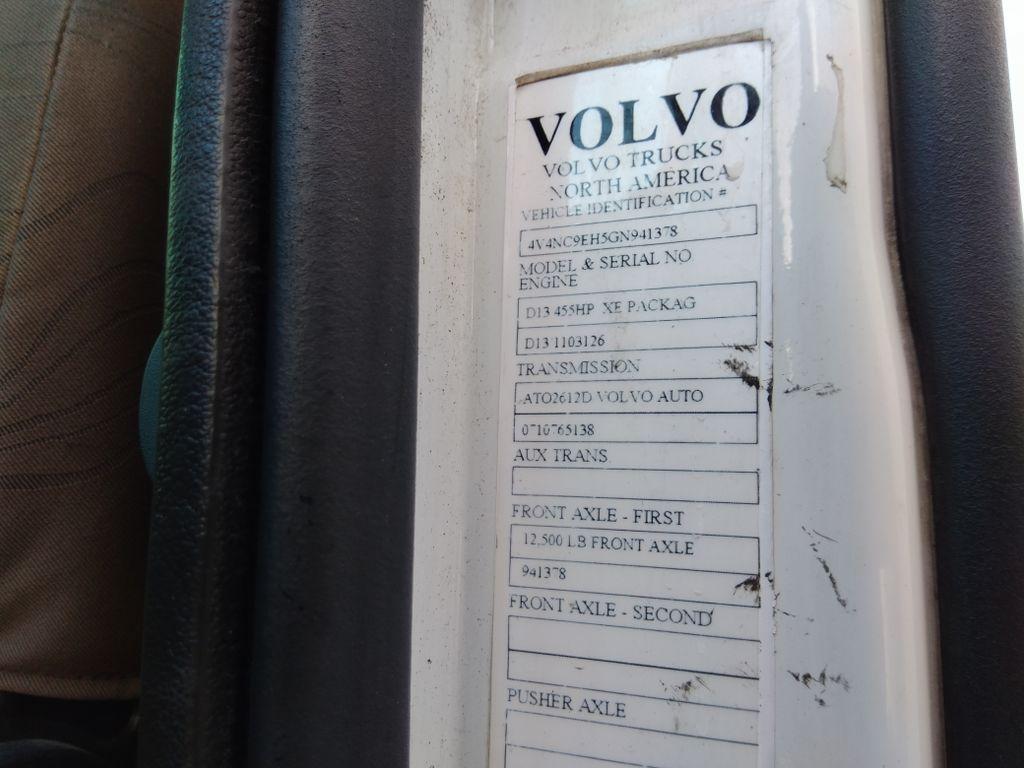 VOLVO
VOLVO TRUCKS
NORTH AMERICA
VEHICLE IDENTIFICATION #
4V4NC9EH5GN941378
MODEL & SERIAL NO
ENGINE
D13 455HP XE PACKAG
D13 1103126
TRANSMISSION
ATO2612D VOLVO AUTO
0710765138
AUX TRANS
FRONT AXLE - FIRST
12,500 LB FRONT AXLE
941378
FRONT AXLE - SECOND
PUSHER AXLE